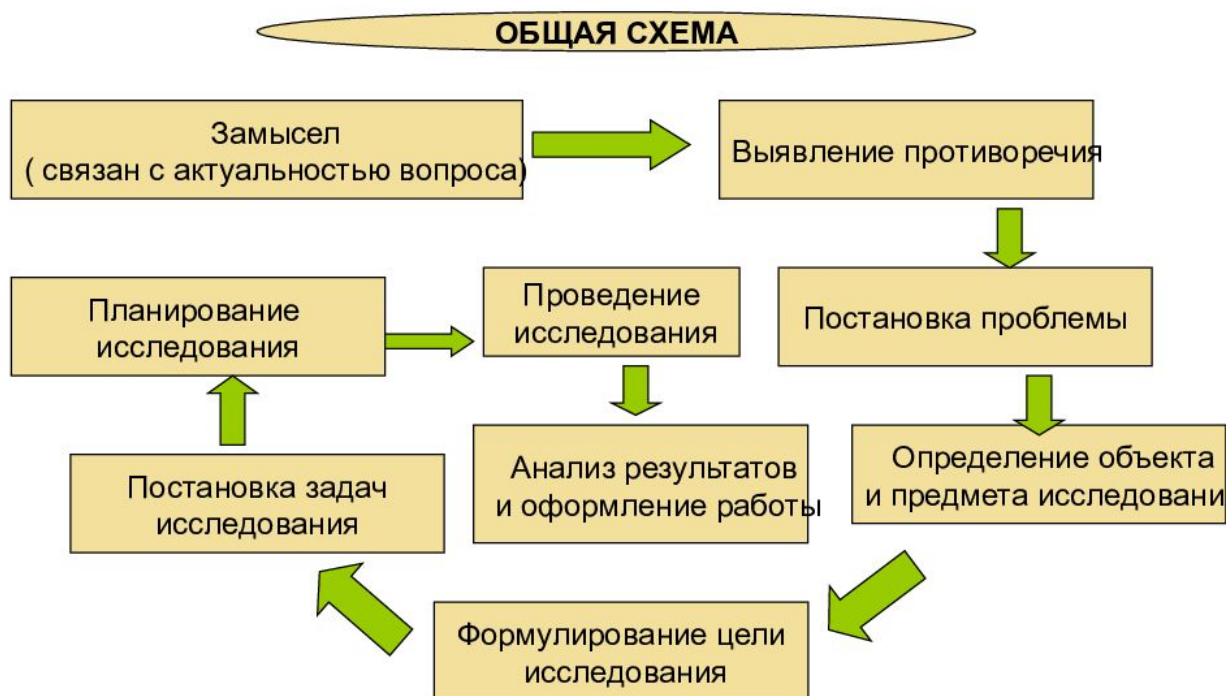 ОБЩАЯ СХЕМА
Замысел
( связан с актуальностью вопроса)
Выявление противоречия
Постановка проблемы
Определение объекта
и предмета исследовани
Формулирование цели
исследования
Постановка задач
исследования
Планирование
исследования
Проведение
исследования
Анализ результатов
и оформление работы